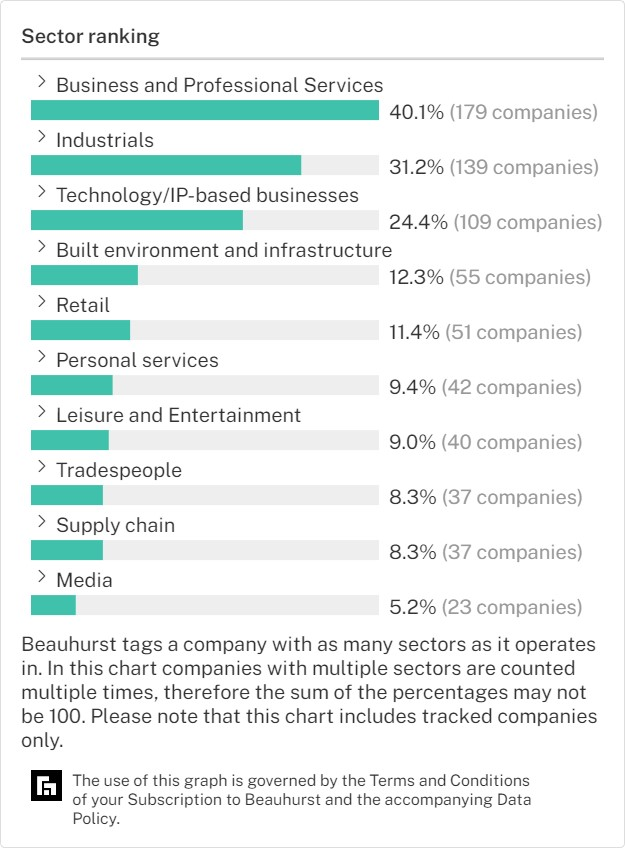 Sector ranking
Business and Professional Services
40.1% (179 companies)
Industrials
31.2% (139 companies)
Technology/IP-based businesses
24.4% (109 companies)
Built environment and infrastructure
12.3% (55 companies)
Retail
11.4% (51 companies)
Personal services
9.4% (42 companies)
Leisure and Entertainment
9.0% (40 companies)
Tradespeople
8.3% (37 companies)
Supply chain
8.3% (37 companies)
Media
5.2% (23 companies)
Beauhurst tags a company with as many sectors as it operates
in. In this chart companies with multiple sectors are counted
multiple times, therefore the sum of the percentages may not
be 100. Please note that this chart includes tracked companies
only.
The use of this graph is governed by the Terms and Conditions
of your Subscription to Beauhurst and the accompanying Data
Policy.